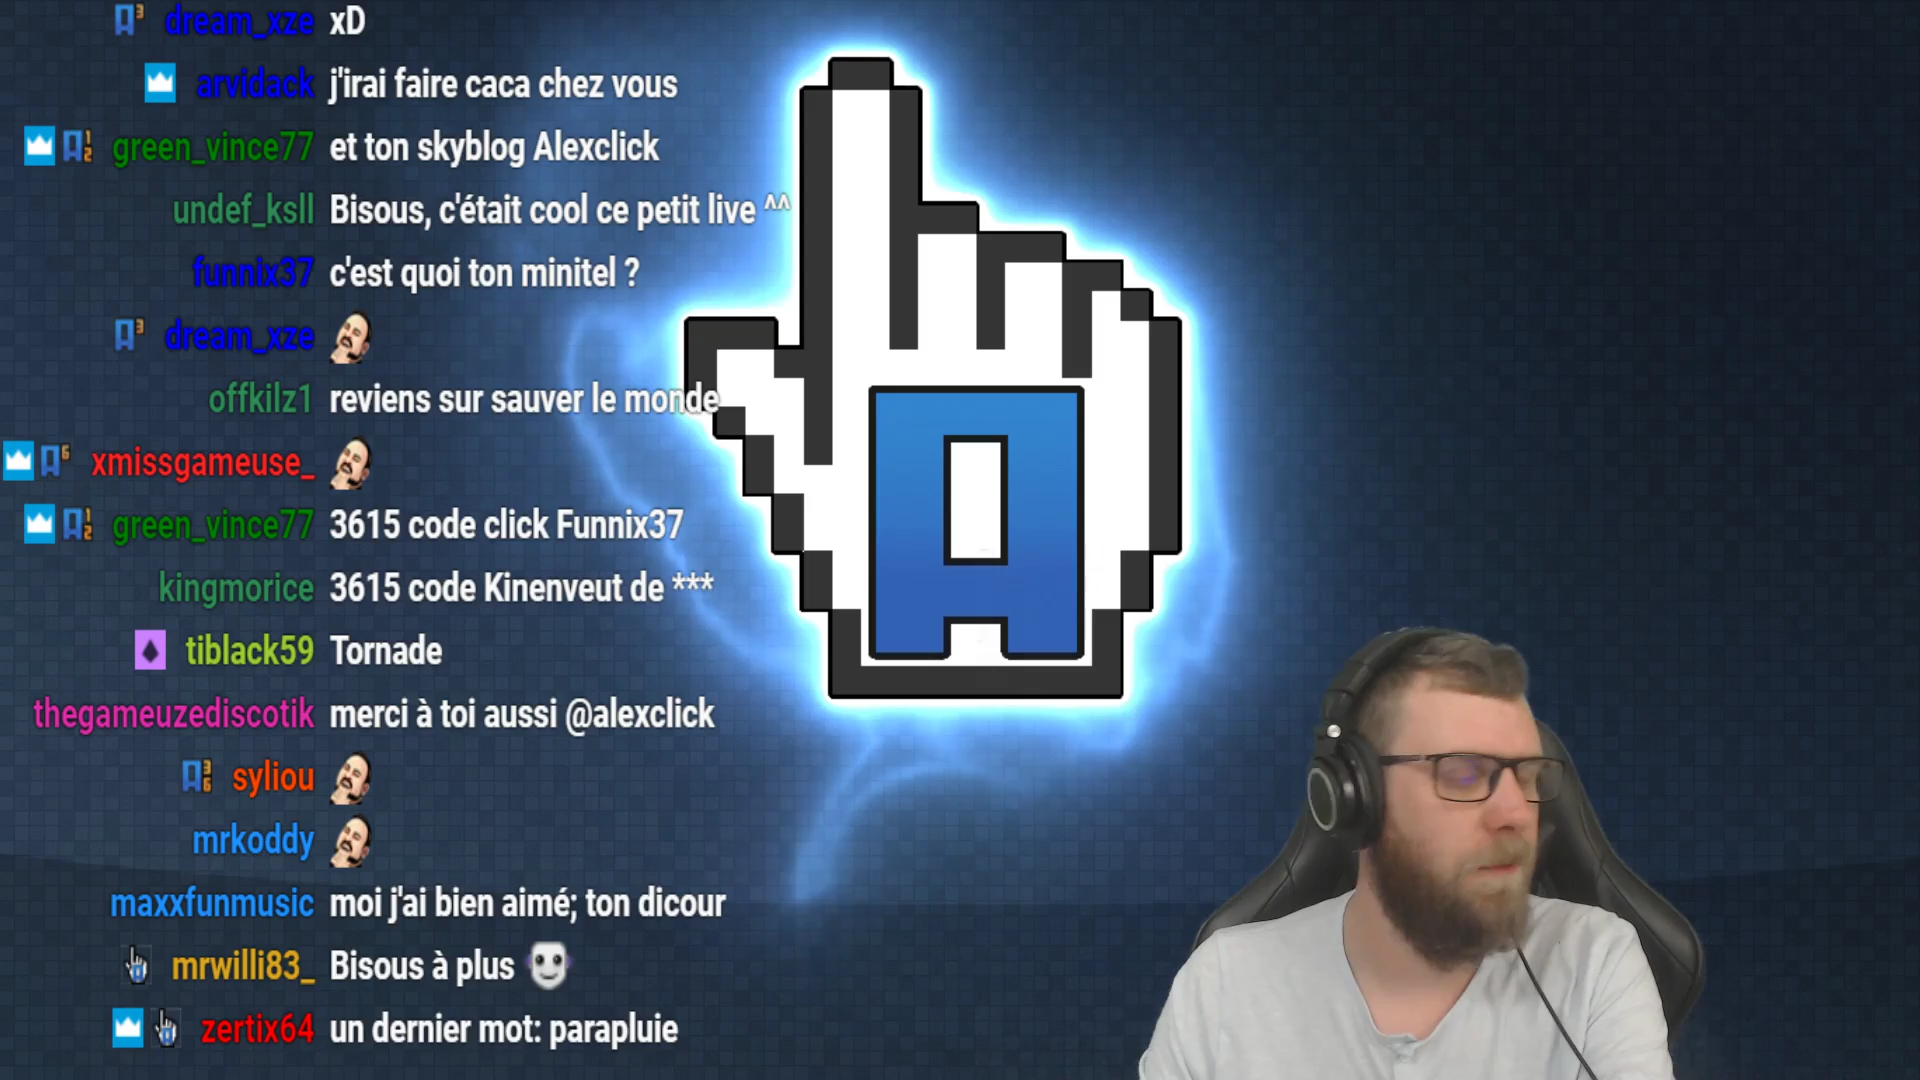 dream_xze xD
arvidack j'irai faire caca chez vous
green_vince77 et ton skyblog Alexclick
undef_ksll Bisous, c'était cool ce petit live ^^
funnix37 c'est quoi ton minitel ?
dream_xze
offkilz1 reviens sur sauver le monde
xmissgameuse_
green_vince77 3615 code click Funnix37
kingmorice 3615 code Kinenveut de ***
tiblack59 Tornade
thegameuzediscotik merci à toi aussi @alexclick
syliou
mrkoddy
maxxfunmusic moi j'ai bien aimé; ton dicour
mrwilli83_ Bisous à plus
zertix64 un dernier mot: parapluie
A